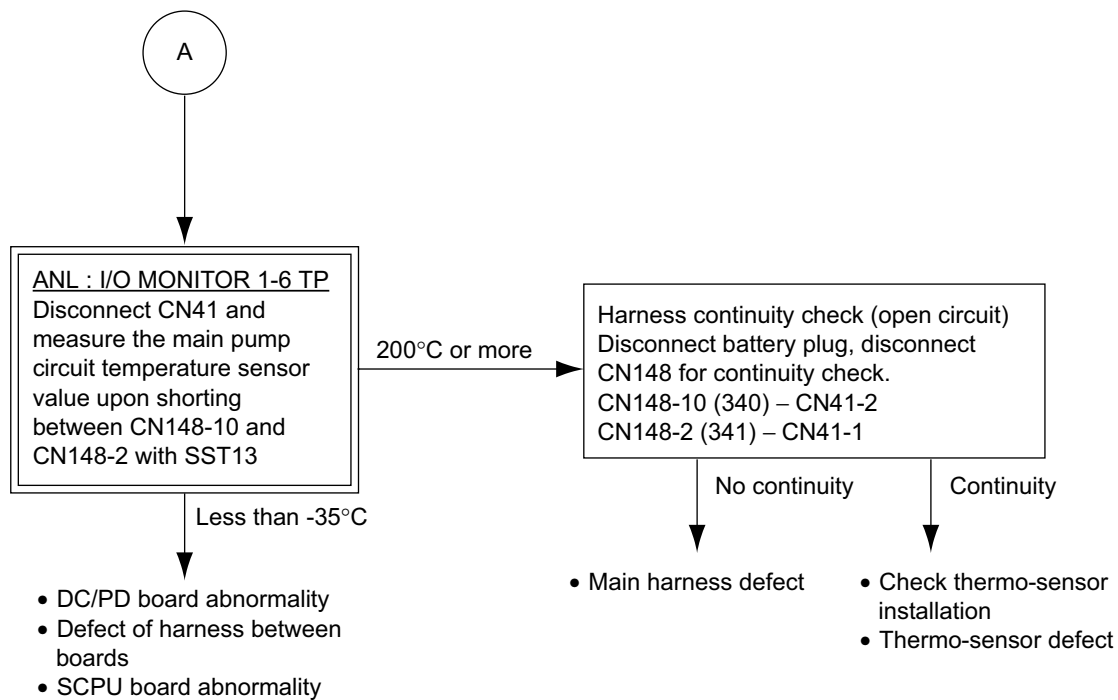 A
ANL : I/O MONITOR 1-6 TP
Disconnect CN41 and
measure the main pump
circuit temperature sensor
value upon shorting
between CN148-10 and
CN148-2 with SST13
200°C or more
Harness continuity check (open circuit)
Disconnect battery plug, disconnect
CN148 for continuity check.
CN148-10 (340) – CN41-2
CN148-2 (341) – CN41-1
Less than -35°C
• DC/PD board abnormality
• Defect of harness between
boards
• SCPU board abnormality
No continuity
• Main harness defect
Continuity
• Check thermo-sensor
installation
• Thermo-sensor defect